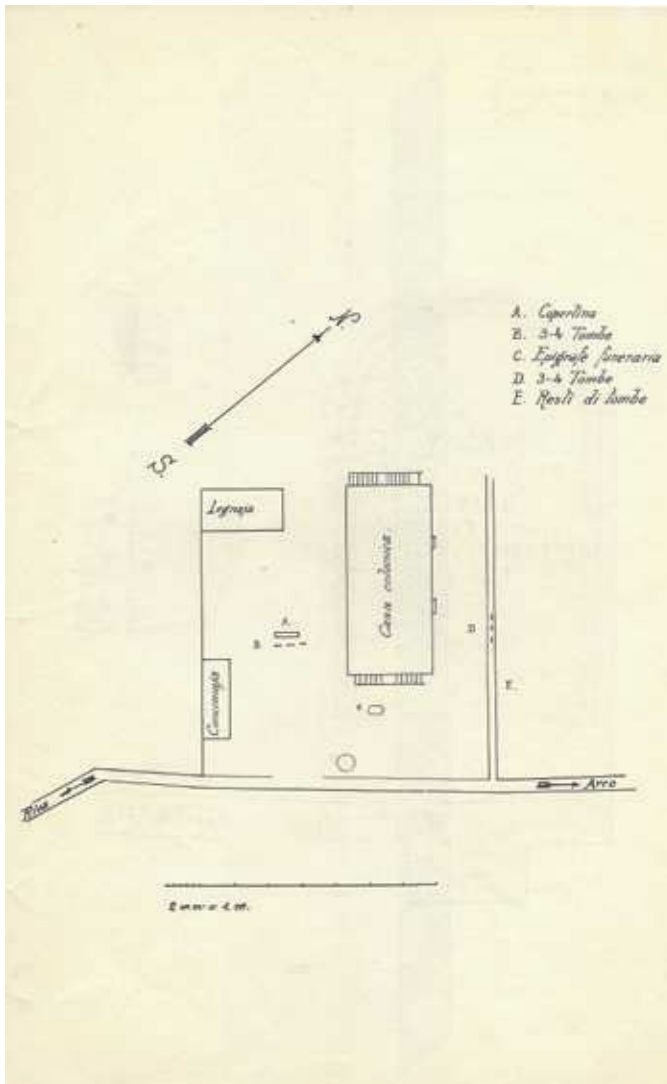 N.
S.
A. Copertina
B. 3-4 Tombe
C. Epigrafe funeraria
D. 3-4 Tombe
E. Resti di tombe
Legnaja
Casa colonica
A
B.
D
E.
Concimaja
Riva
Arco
2 mm = 1 m.